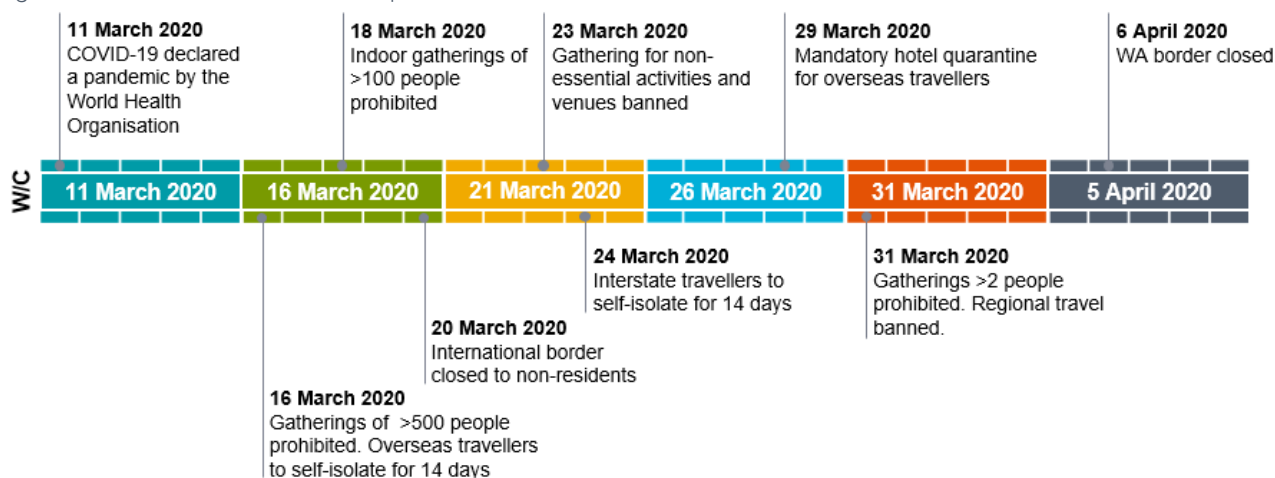 11 March 2020
COVID-19 declared
a pandemic by the
World Health
Organisation
18 March 2020
Indoor gatherings of
>100 people
prohibited
23 March 2020
Gathering for non-
essential activities and
venues banned
29 March 2020
Mandatory hotel quarantine
for overseas travellers
6 April 2020
WA border closed
W/C
11 March 2020
16 March 2020
21 March 2020
26 March 2020
31 March 2020
5 April 2020
24 March 2020
Interstate travellers to
self-isolate for 14 days
31 March 2020
Gatherings >2 people
prohibited. Regional travel
banned.
20 March 2020
International border
closed to non-residents
16 March 2020
Gatherings of  >500 people
prohibited. Overseas travellers
to self-isolate for 14 days